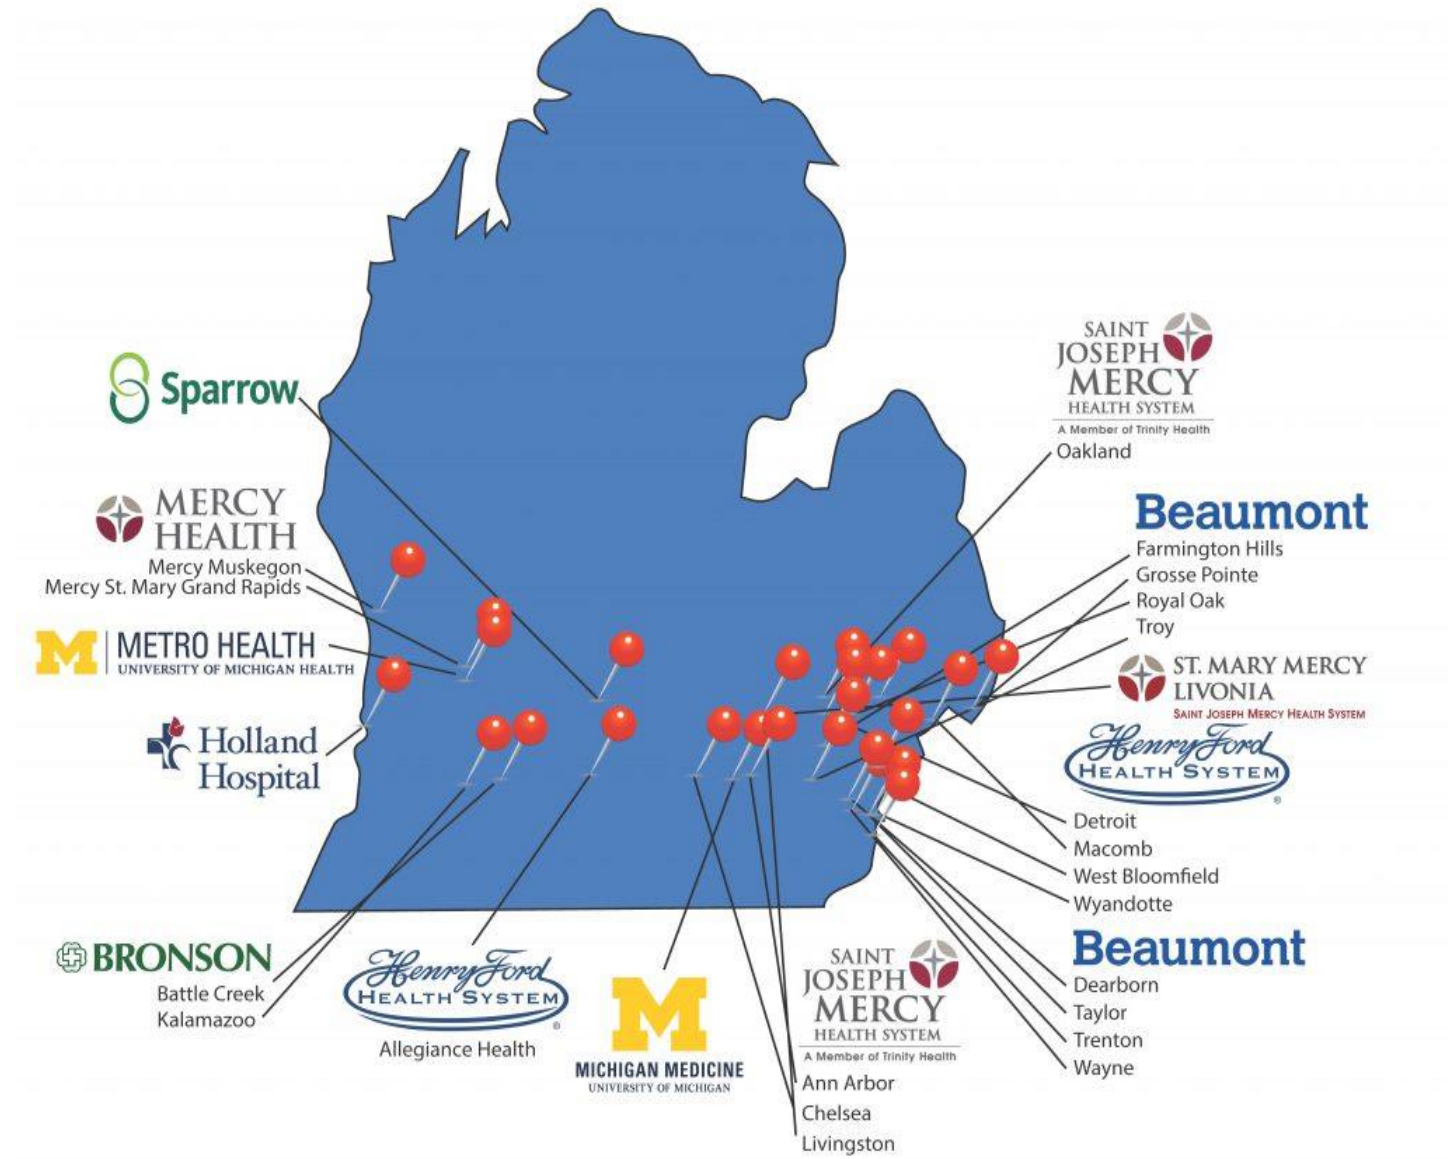 Sparrow
MERCY
HEALTH
Mercy Muskegon
Mercy St. Mary Grand Rapids
M METRO HEALTH
UNIVERSITY OF MICHIGAN HEALTH
Holland
Hospital
BRONSON
Battle Creek
Kalamazoo
Henry Ford
HEALTH SYSTEM®
Allegiance Health
M
MICHIGAN MEDICINE
UNIVERSITY OF MICHIGAN
SAINT
JOSEPH
MERCY
HEALTH SYSTEM
A Member of Trinity Health
Ann Arbor
Chelsea
Livingston
SAINT
JOSEPH
MERCY
HEALTH SYSTEM
A Member of Trinity Health
Oakland
Beaumont
Farmington Hills
Grosse Pointe
Royal Oak
Troy
ST. MARY MERCY
LIVONIA
SAINT JOSEPH MERCY HEALTH SYSTEM
Henry Ford
HEALTH SYSTEM®
Detroit
Macomb
West Bloomfield
Wyandotte
Beaumont
Dearborn
Taylor
Trenton
Wayne